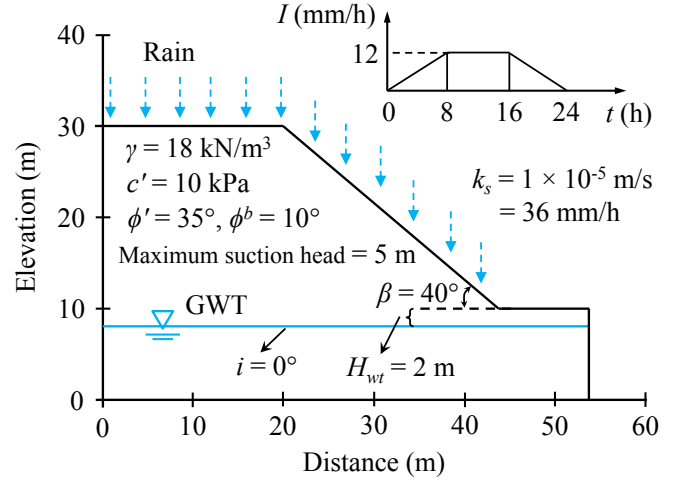 I (mm/h)
12
0 8 16 24
t (h)
40
Rain
30
γ = 18 kN/m³
c′ = 10 kPa
ϕ′ = 35°, ϕᵇ = 10°
Maximum suction head = 5 m
kₛ = 1 × 10⁻⁵ m/s
= 36 mm/h
20
Elevation (m)
β = 40°
10
GWT
i = 0°
H_wt = 2 m
0
0 10 20 30 40 50 60
Distance (m)